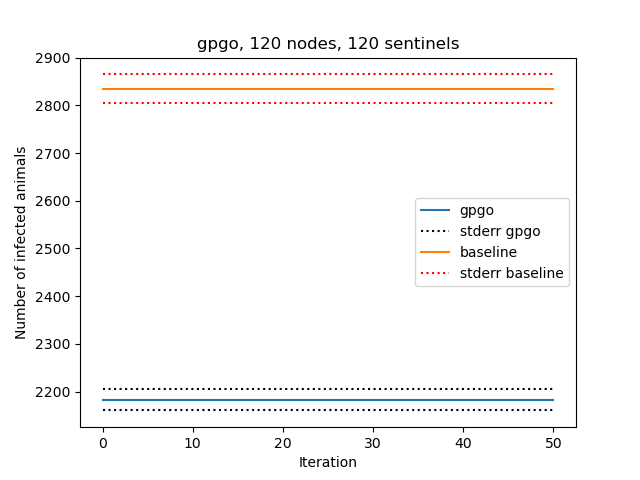 gpgo, 120 nodes, 120 sentinels
2900
2800
2700
2600
2500
2400
2300
2200
Number of infected animals
gpgo
stderr gpgo
baseline
stderr baseline
0 10 20 30 40 50
Iteration